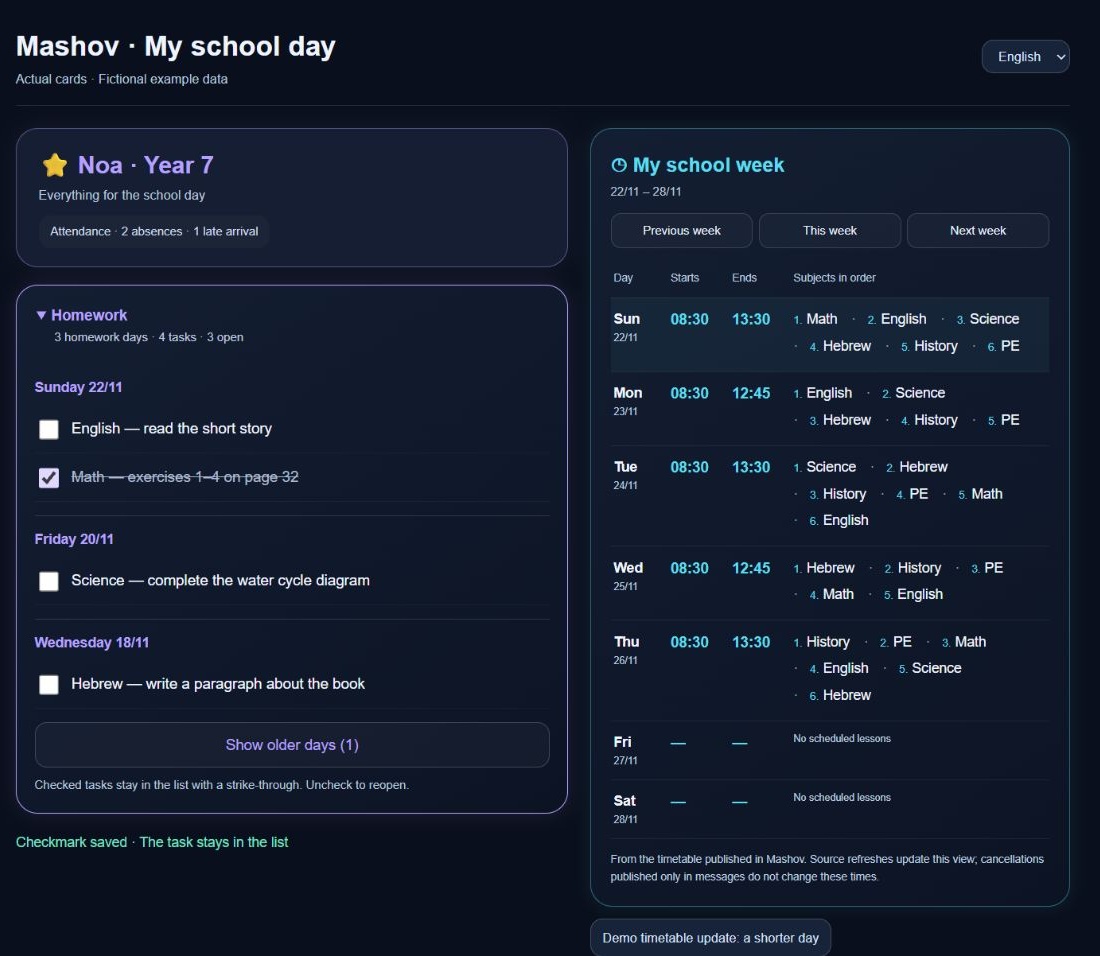 Mashov · My school day
English
Actual cards · Fictional example data
⭐ Noa · Year 7
Everything for the school day
Attendance · 2 absences · 1 late arrival
▼ Homework
3 homework days · 4 tasks · 3 open
Sunday 22/11
English — read the short story
Math — exercises 1–4 on page 32
Friday 20/11
Science — complete the water cycle diagram
Wednesday 18/11
Hebrew — write a paragraph about the book
Show older days (1)
Checked tasks stay in the list with a strike-through. Uncheck to reopen.
Checkmark saved · The task stays in the list
My school week
22/11 – 28/11
Previous week This week Next week
Day Starts Ends Subjects in order
Sun 08:30 13:30 1. Math · 2. English · 3. Science
22/11 · 4. Hebrew · 5. History · 6. PE
Mon 08:30 12:45 1. English · 2. Science
23/11 · 3. Hebrew · 4. History · 5. PE
Tue 08:30 13:30 1. Science · 2. Hebrew
24/11 · 3. History · 4. PE · 5. Math
· 6. English
Wed 08:30 12:45 1. Hebrew · 2. History · 3. PE
25/11 · 4. Math · 5. English
Thu 08:30 13:30 1. History · 2. PE · 3. Math
26/11 · 4. English · 5. Science
· 6. Hebrew
Fri — — No scheduled lessons
27/11
Sat — — No scheduled lessons
28/11
From the timetable published in Mashov. Source refreshes update this view; cancellations
published only in messages do not change these times.
Demo timetable update: a shorter day